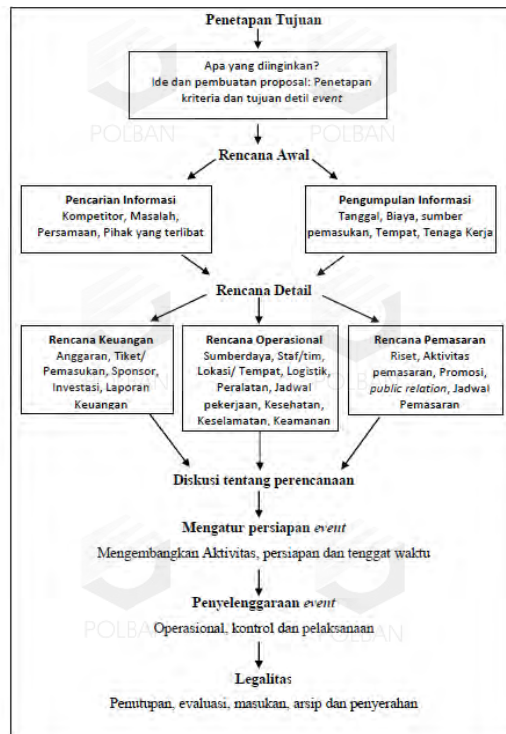 Penetapan Tujuan
Apa yang diinginkan?
Ide dan pembuatan proposal: Penetapan
kriteria dan tujuan detil event
POLBAN
POLBAN
Rencana Awal
Pencarian Informasi
Kompetitor, Masalah,
Persamaan, Pihak yang terlibat
Pengumpulan Informasi
Tanggal, Biaya, sumber
pemasukan, Tempat, Tenaga Kerja
Rencana Detail
Rencana Keuangan
Anggaran, Tiket/
Pemasukan, Sponsor,
Investasi, Laporan
Keuangan
Rencana Operasional
Sumberdaya, Staf/tim,
Lokasi/ Tempat, Logistik,
Peralatan, Jadwal
pekerjaan, Kesehatan,
Keselamatan, Keamanan
Rencana Pemasaran
Riset, Aktivitas
pemasaran, Promosi,
public relation, Jadwal
Pemasaran
POLBAN
POLBAN
Diskusi tentang perencanaan
Mengatur persiapan event
Mengembangkan Aktivitas, persiapan dan tenggat waktu
Penyelenggaraan event
Operasional, kontrol dan pelaksanaan
POLBAN
POLBAN
Legalitas
Penutupan, evaluasi, masukan, arsip dan penyerahan